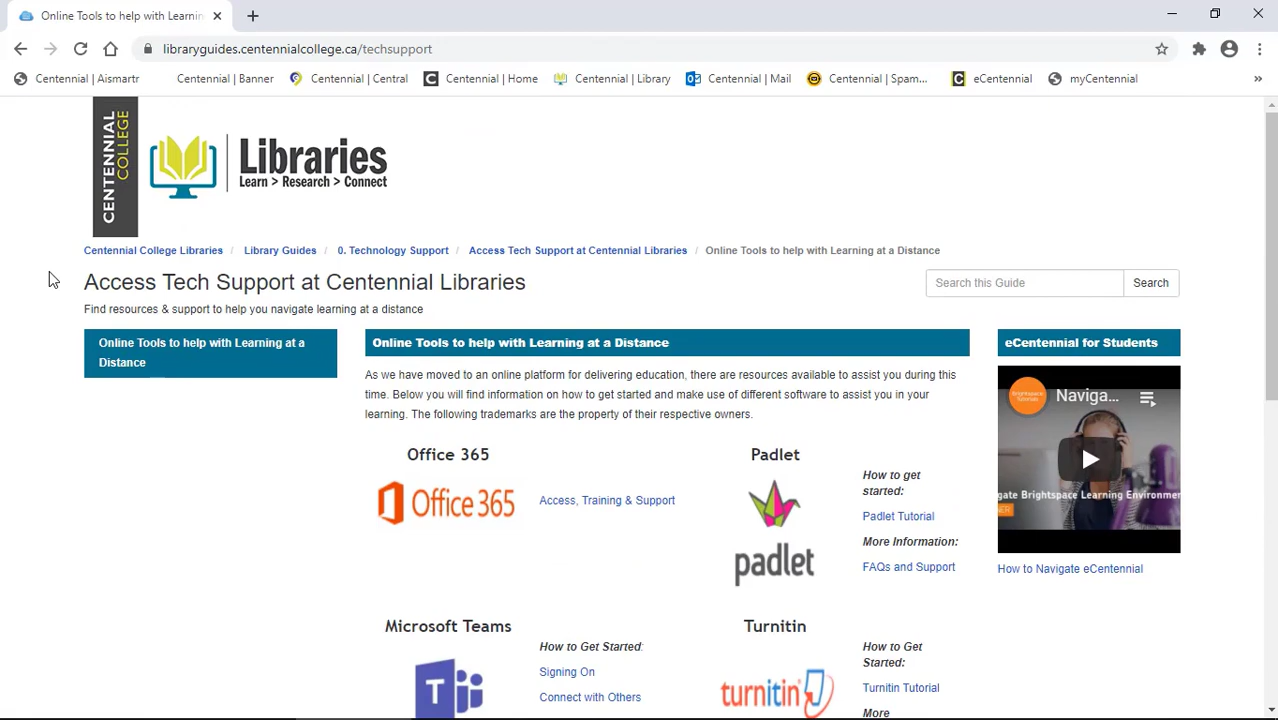 Online Tools to help with Learnin
libraryguides.centennialcollege.ca/techsupport
Centennial | Aismartr
Centennial | Banner
Centennial | Central
Centennial | Home
Centennial | Library
Centennial | Mail
Centennial | Spam...
eCentennial
myCentennial
»
CENTENNIAL
COLLEGE
Libraries
Learn > Research > Connect
Centennial College Libraries / Library Guides / 0. Technology Support / Access Tech Support at Centennial Libraries / Online Tools to help with Learning at a Distance
Access Tech Support at Centennial Libraries
Search this Guide
Search
Find resources & support to help you navigate learning at a distance
Online Tools to help with Learning at a
Distance
Online Tools to help with Learning at a Distance
As we have moved to an online platform for delivering education, there are resources available to assist you during this
time. Below you will find information on how to get started and make use of different software to assist you in your
learning. The following trademarks are the property of their respective owners.
Office 365
Office 365
Access, Training & Support
Padlet
padlet
How to get
started:
Padlet Tutorial
More Information:
FAQs and Support
Microsoft Teams
T
How to Get Started:
Signing On
Connect with Others
Turnitin
turnitin
How to Get
Started:
Turnitin Tutorial
More
eCentennial for Students
Naviga...
gate Brightspace Learning Environme
NER
How to Navigate eCentennial